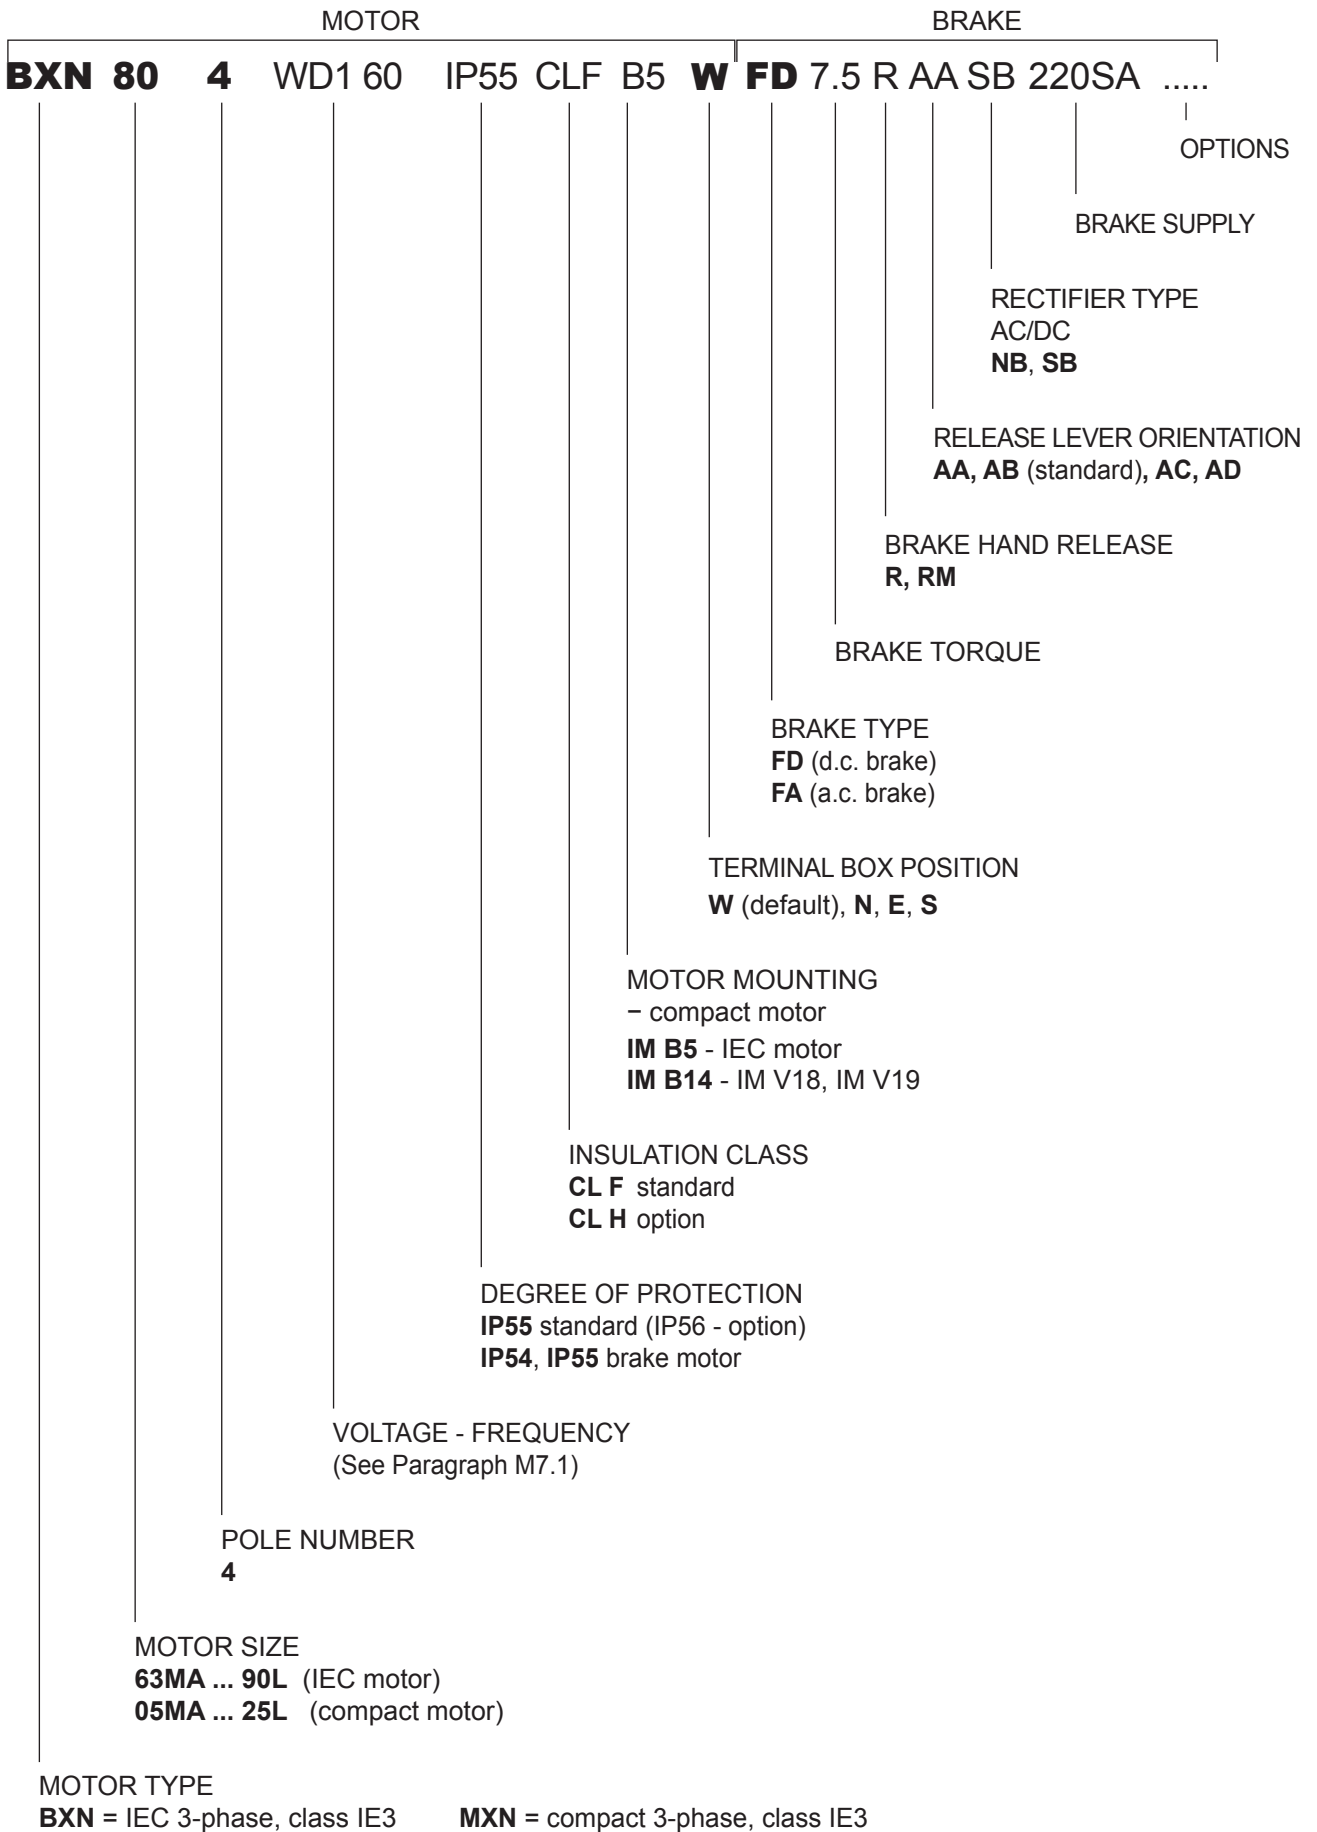 MOTOR BRAKE
BXN 80 4 WD1 60 IP55 CLF B5 W FD 7.5 R AA SB 220SA .....
OPTIONS
BRAKE SUPPLY
RECTIFIER TYPE
AC/DC
NB, SB
RELEASE LEVER ORIENTATION
AA, AB (standard), AC, AD
BRAKE HAND RELEASE
R, RM
BRAKE TORQUE
BRAKE TYPE
FD (d.c. brake)
FA (a.c. brake)
TERMINAL BOX POSITION
W (default), N, E, S
MOTOR MOUNTING
− compact motor
IM B5 - IEC motor
IM B14 - IM V18, IM V19
INSULATION CLASS
CL F standard
CL H option
DEGREE OF PROTECTION
IP55 standard (IP56 - option)
IP54, IP55 brake motor
VOLTAGE - FREQUENCY
(See Paragraph M7.1)
POLE NUMBER
4
MOTOR SIZE
63MA ... 90L (IEC motor)
05MA ... 25L (compact motor)
MOTOR TYPE
BXN = IEC 3-phase, class IE3 MXN = compact 3-phase, class IE3